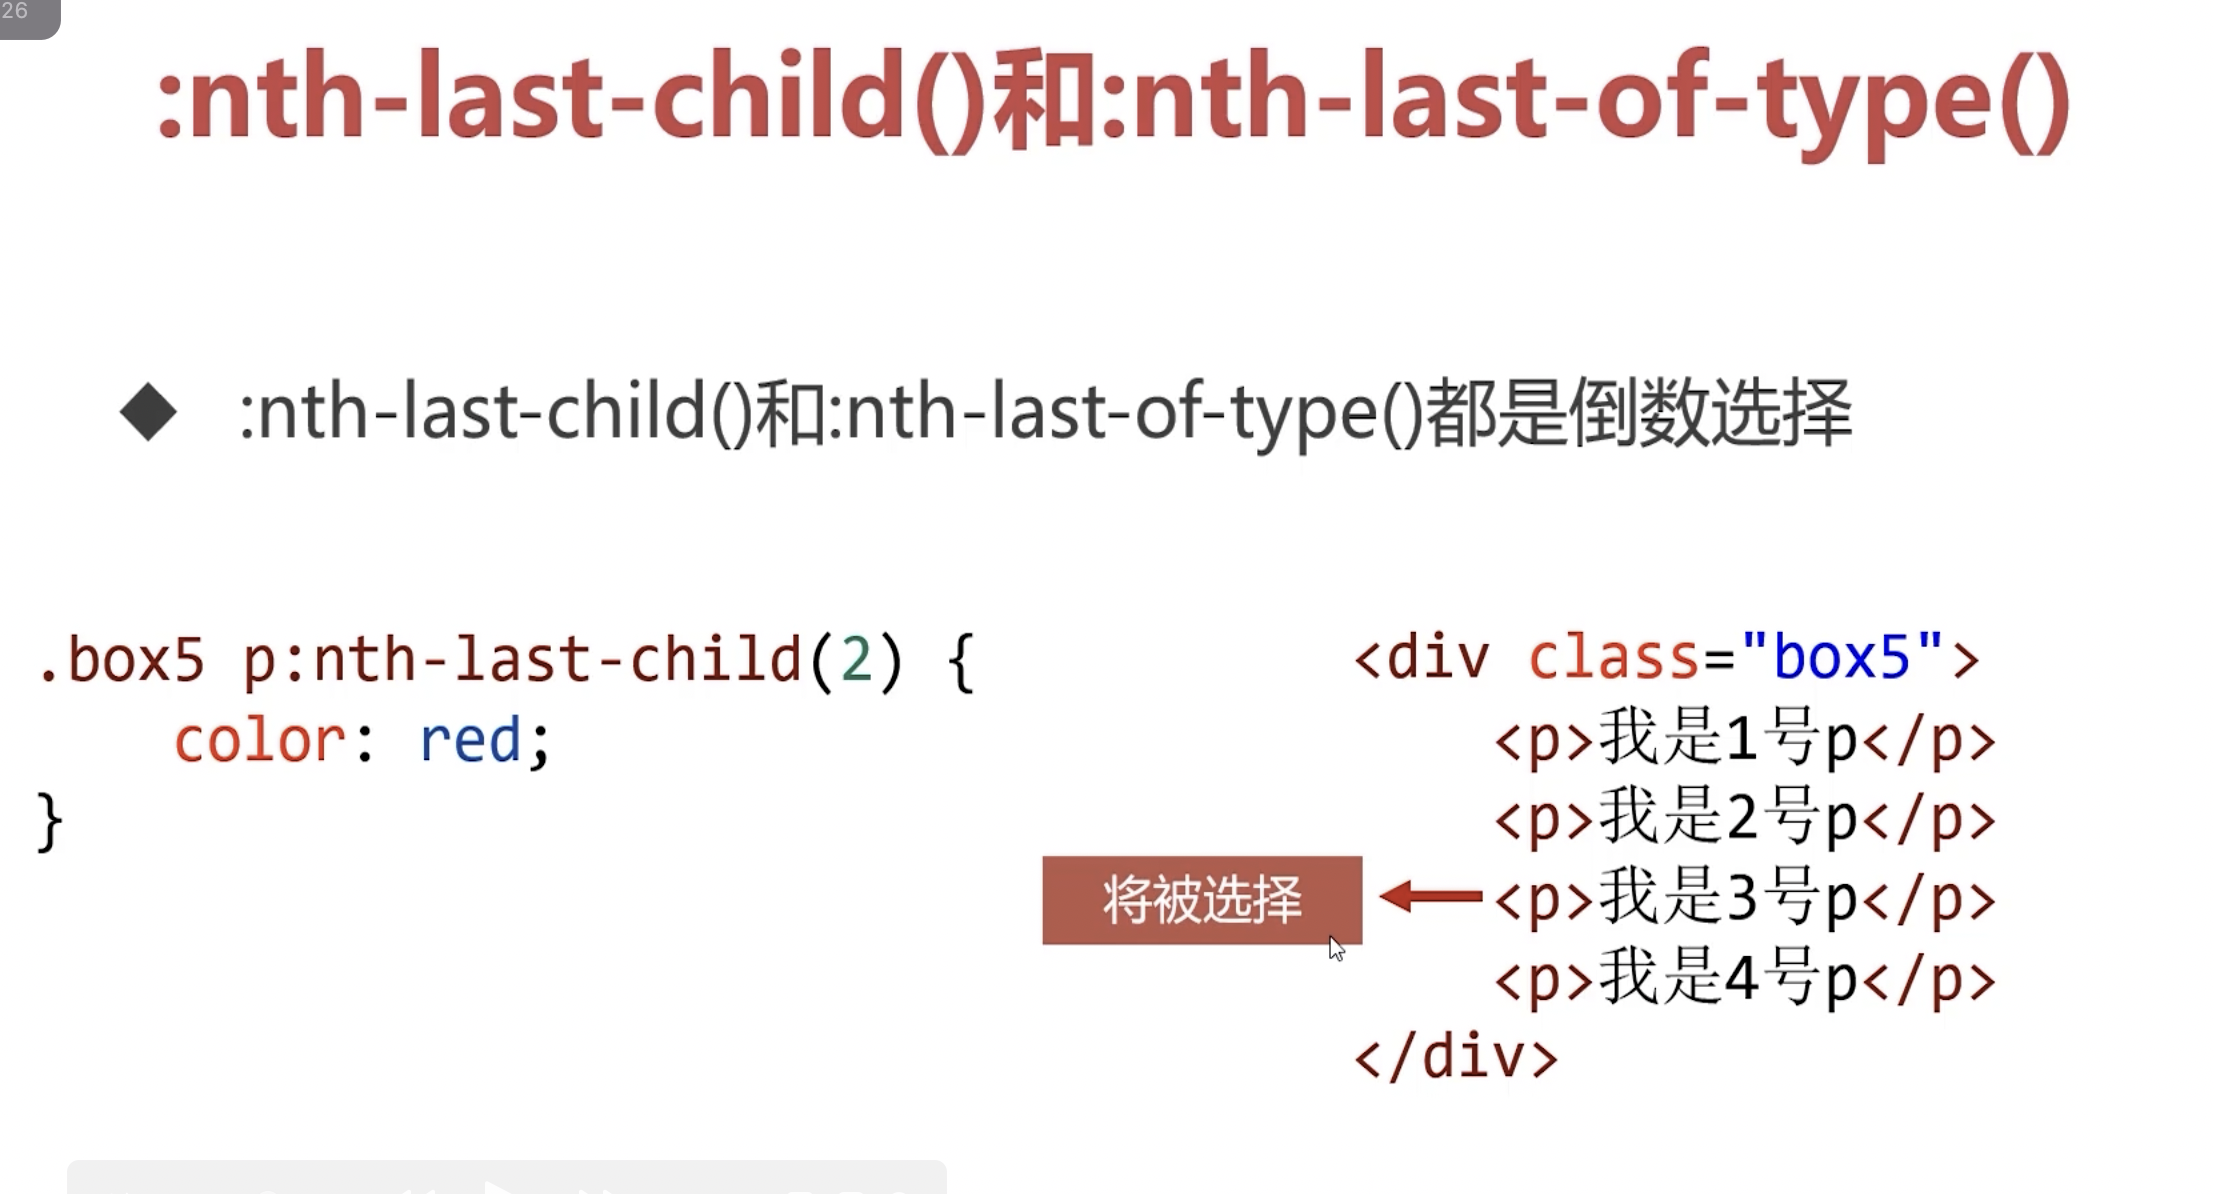 26
:nth-last-child()和:nth-last-of-type()
◆ :nth-last-child()和:nth-last-of-type()都是倒数选择
.box5 p:nth-last-child(2) {
color: red;
}
<div class="box5">
<p>我是1号p</p>
<p>我是2号p</p>
将被选择
<p>我是3号p</p>
<p>我是4号p</p>
</div>